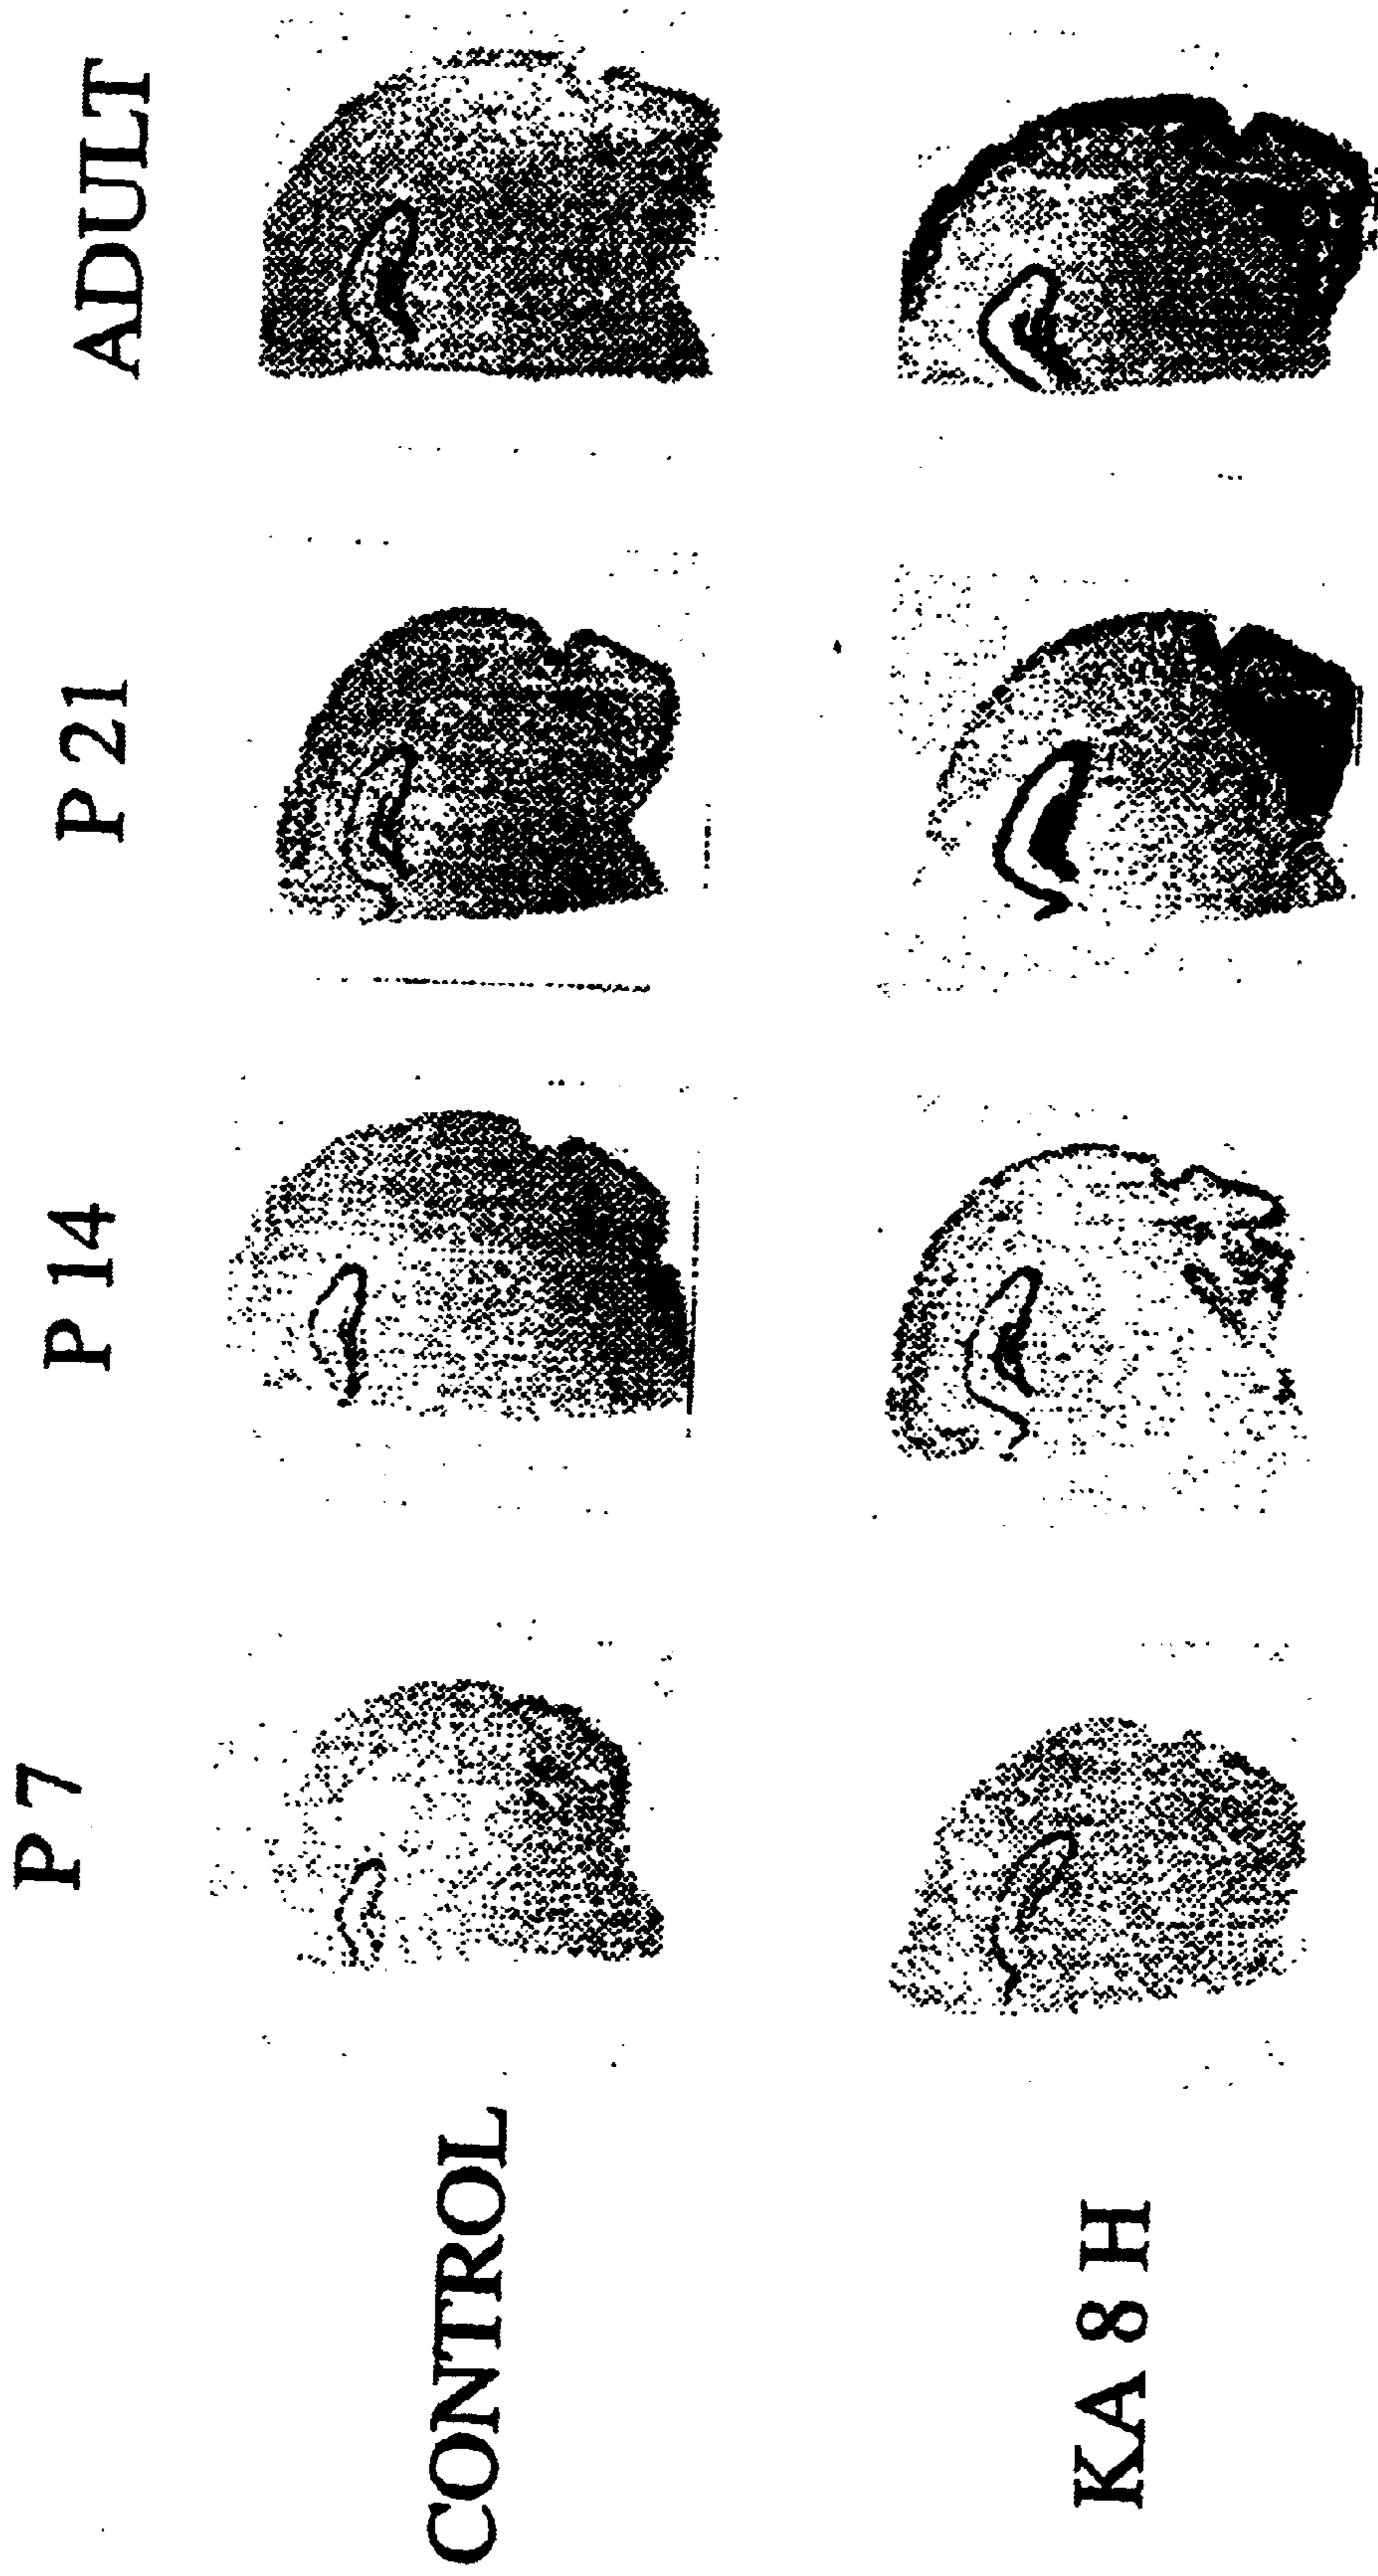 P 7
P 14
P 21
ADULT
CONTROL
KA 8 H